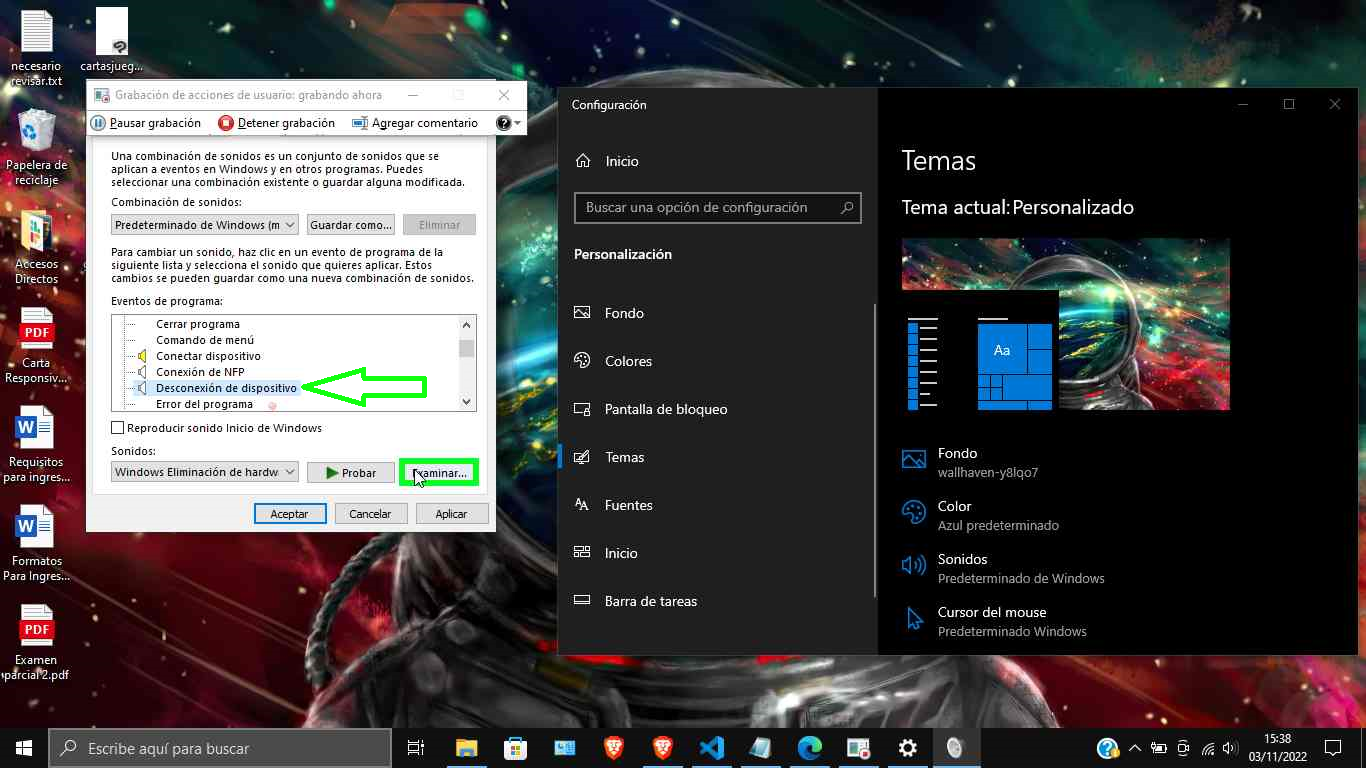 necesario
revisar.txt
cartasjueg...
Papelera de
reciclaje
Accesos
Directos
PDF
Carta
Responsiv...
Requisitos
para ingres...
Formatos
Para Ingres...
PDF
Examen
parcial 2.pdf
Grabación de acciones de usuario: grabando ahora
Pausar grabación
Detener grabación
Agregar comentario
Una combinación de sonidos es un conjunto de sonidos que se
aplican a eventos en Windows y en otros programas. Puedes
seleccionar una combinación existente o guardar alguna modificada.
Combinación de sonidos:
Predeterminado de Windows (m
Guardar como...
Eliminar
Para cambiar un sonido, haz clic en un evento de programa de la
siguiente lista y selecciona el sonido que quieres aplicar. Estos
cambios se pueden guardar como una nueva combinación de sonidos.
Eventos de programa:
Cerrar programa
Comando de menú
Conectar dispositivo
Conexión de NFP
Desconexión de dispositivo
Error del programa
Reproducir sonido Inicio de Windows
Sonidos:
Windows Eliminación de hardw
Probar
Examinar...
Aceptar
Cancelar
Aplicar
Configuración
Inicio
Buscar una opción de configuración
Personalización
Fondo
Colores
Pantalla de bloqueo
Temas
Fuentes
Inicio
Barra de tareas
Temas
Tema actual: Personalizado
Aa
Fondo
wallhaven-y8lqo7
Color
Azul predeterminado
Sonidos
Predeterminado de Windows
Cursor del mouse
Predeterminado Windows
Escribe aquí para buscar
15:38
03/11/2022